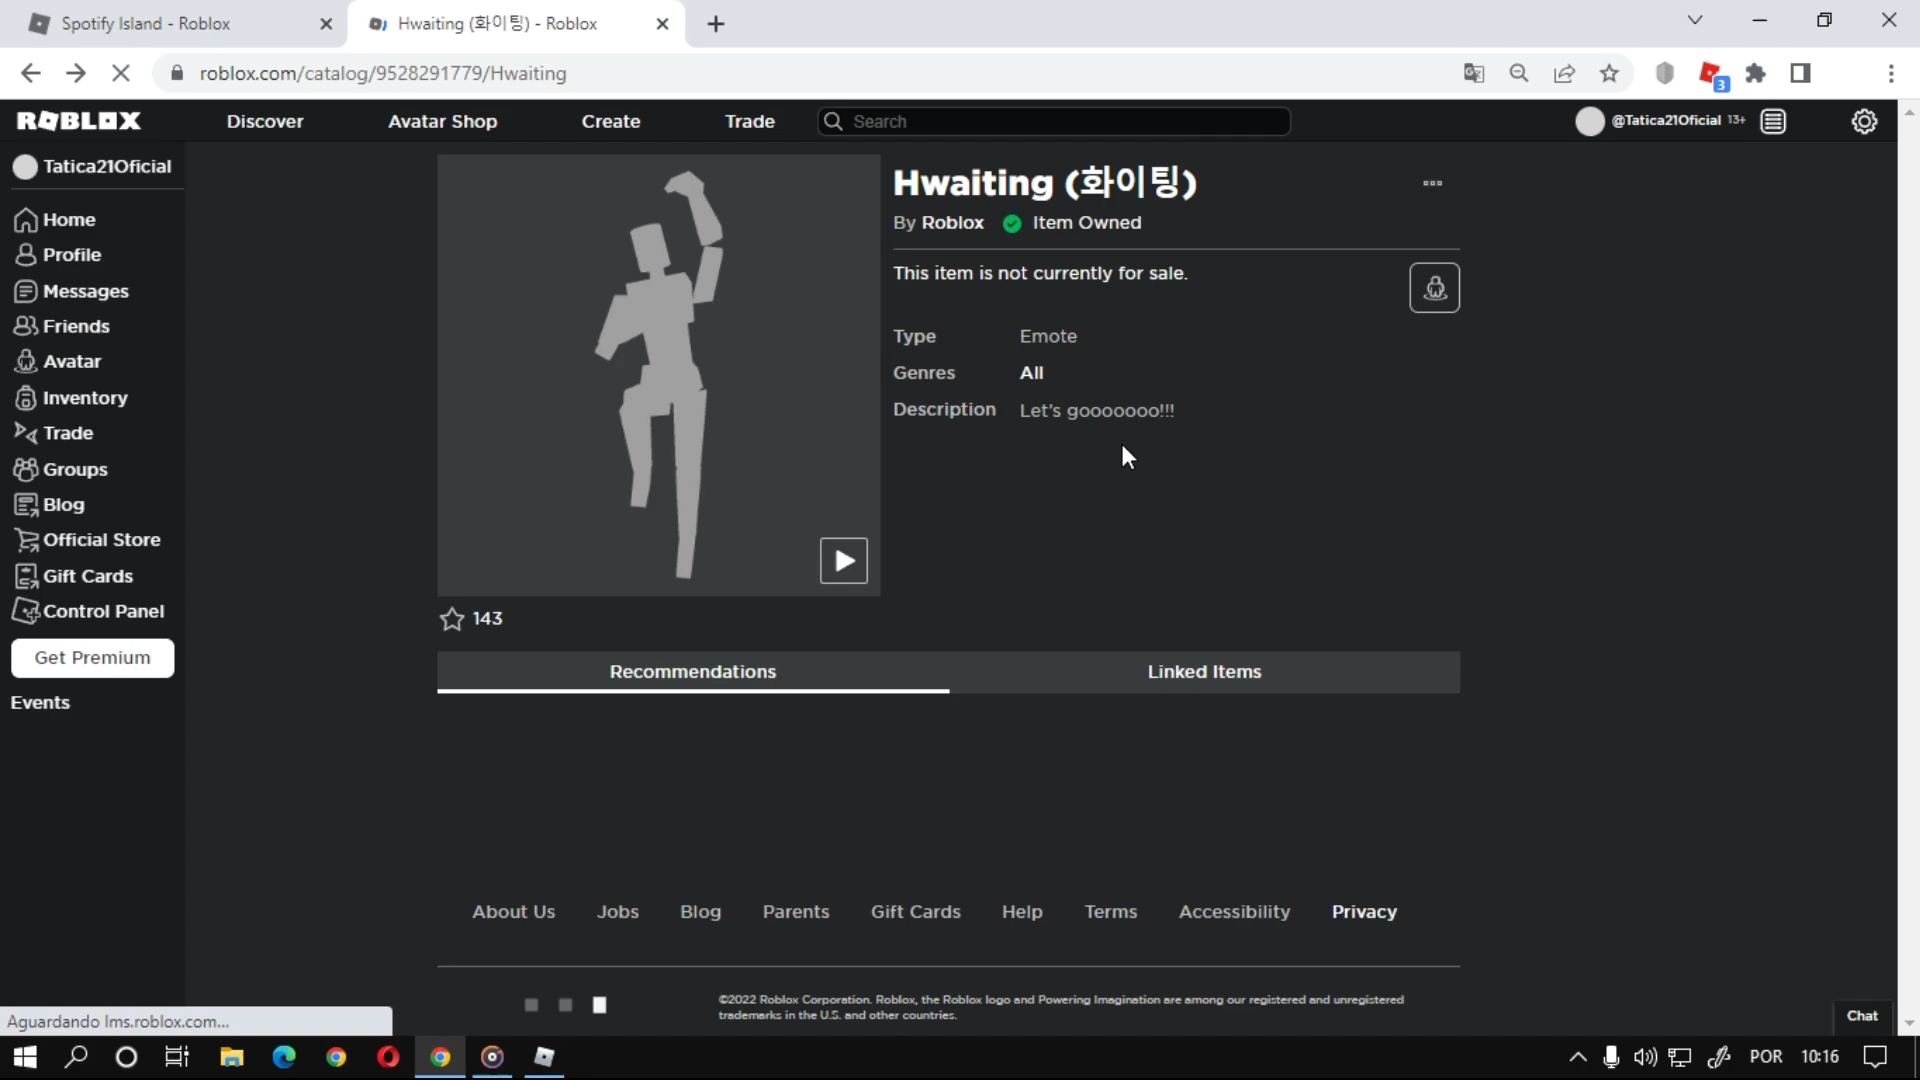 Spotify Island - Roblox
Hwaiting (화이팅) - Roblox
roblox.com/catalog/9528291779/Hwaiting
3
ROBLOX
Discover
Avatar Shop
Create
Trade
Search
@Tatica21Oficial 13+
Tatica21Oficial
Home
Profile
Messages
Friends
Avatar
Inventory
Trade
Groups
Blog
Official Store
Gift Cards
Control Panel
Get Premium
Events
Hwaiting (화이팅)
By Roblox Item Owned
This item is not currently for sale.
Type Emote
Genres All
Description Let's gooooooo!!!
143
Recommendations
Linked Items
About Us
Jobs
Blog
Parents
Gift Cards
Help
Terms
Accessibility
Privacy
©2022 Roblox Corporation. Roblox, the Roblox logo and Powering Imagination are among our registered and unregistered
trademarks in the U.S. and other countries.
Chat
Aguardando lms.roblox.com...
POR
10:16